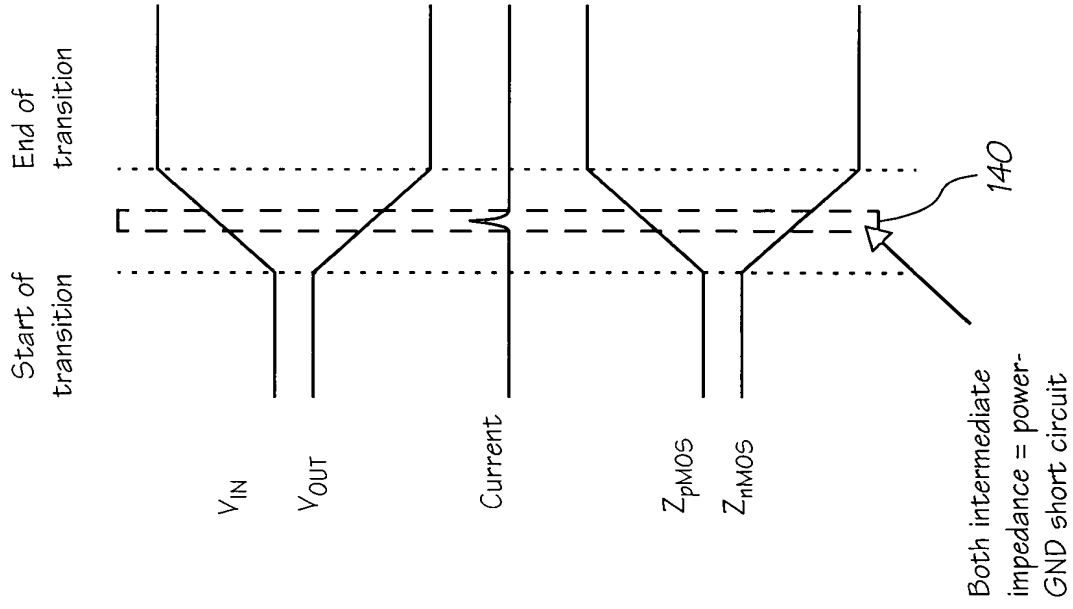 Start of
transition
End of
transition
V_IN
V_OUT
Current
Z_pMOS
Z_nMOS
140
Both intermediate
impedance = power-
GND short circuit